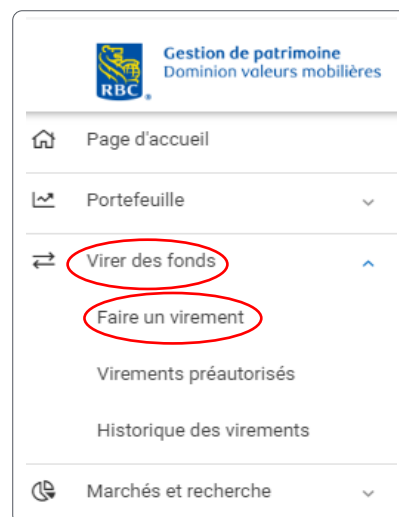 Gestion de patrimoine
Dominion valeurs mobilières
RBC
Page d'accueil
Portefeuille
Virer des fonds
Faire un virement
Virements préautorisés
Historique des virements
Marchés et recherche